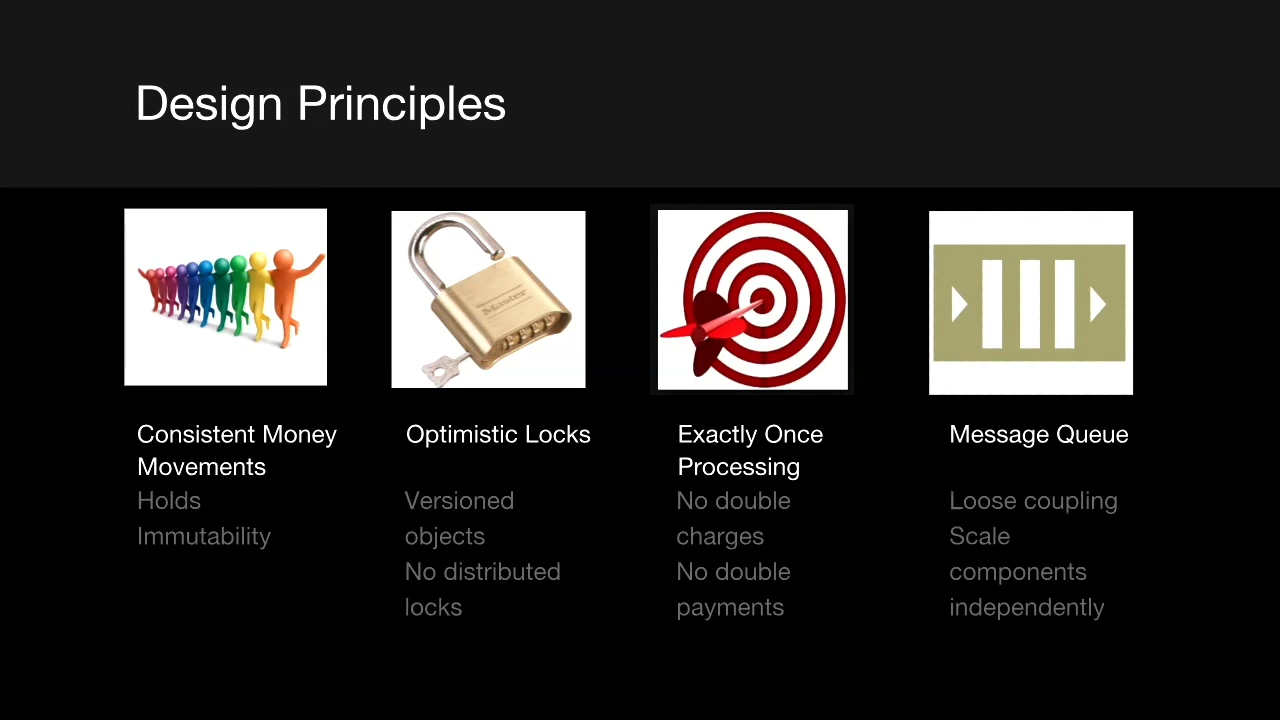 Design Principles
Master
Consistent Money
Movements
Holds
Immutability
Optimistic Locks
Versioned
objects
No distributed
locks
Exactly Once
Processing
No double
charges
No double
payments
Message Queue
Loose coupling
Scale
components
independently